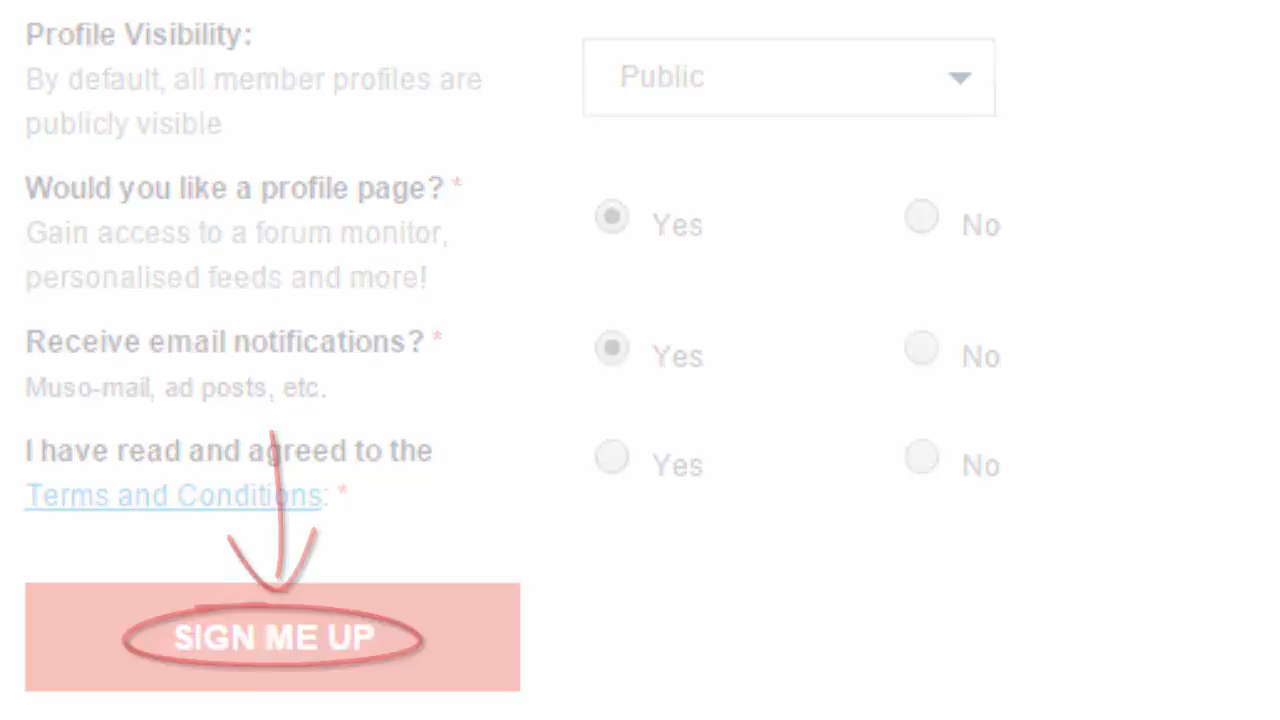 Profile Visibility:
By default, all member profiles are
publicly visible
Public
Would you like a profile page? *
Gain access to a forum monitor,
personalised feeds and more!
Yes
No
Receive email notifications? *
Muso-mail, ad posts, etc.
Yes
No
I have read and agreed to the
Terms and Conditions: *
Yes
No
SIGN ME UP